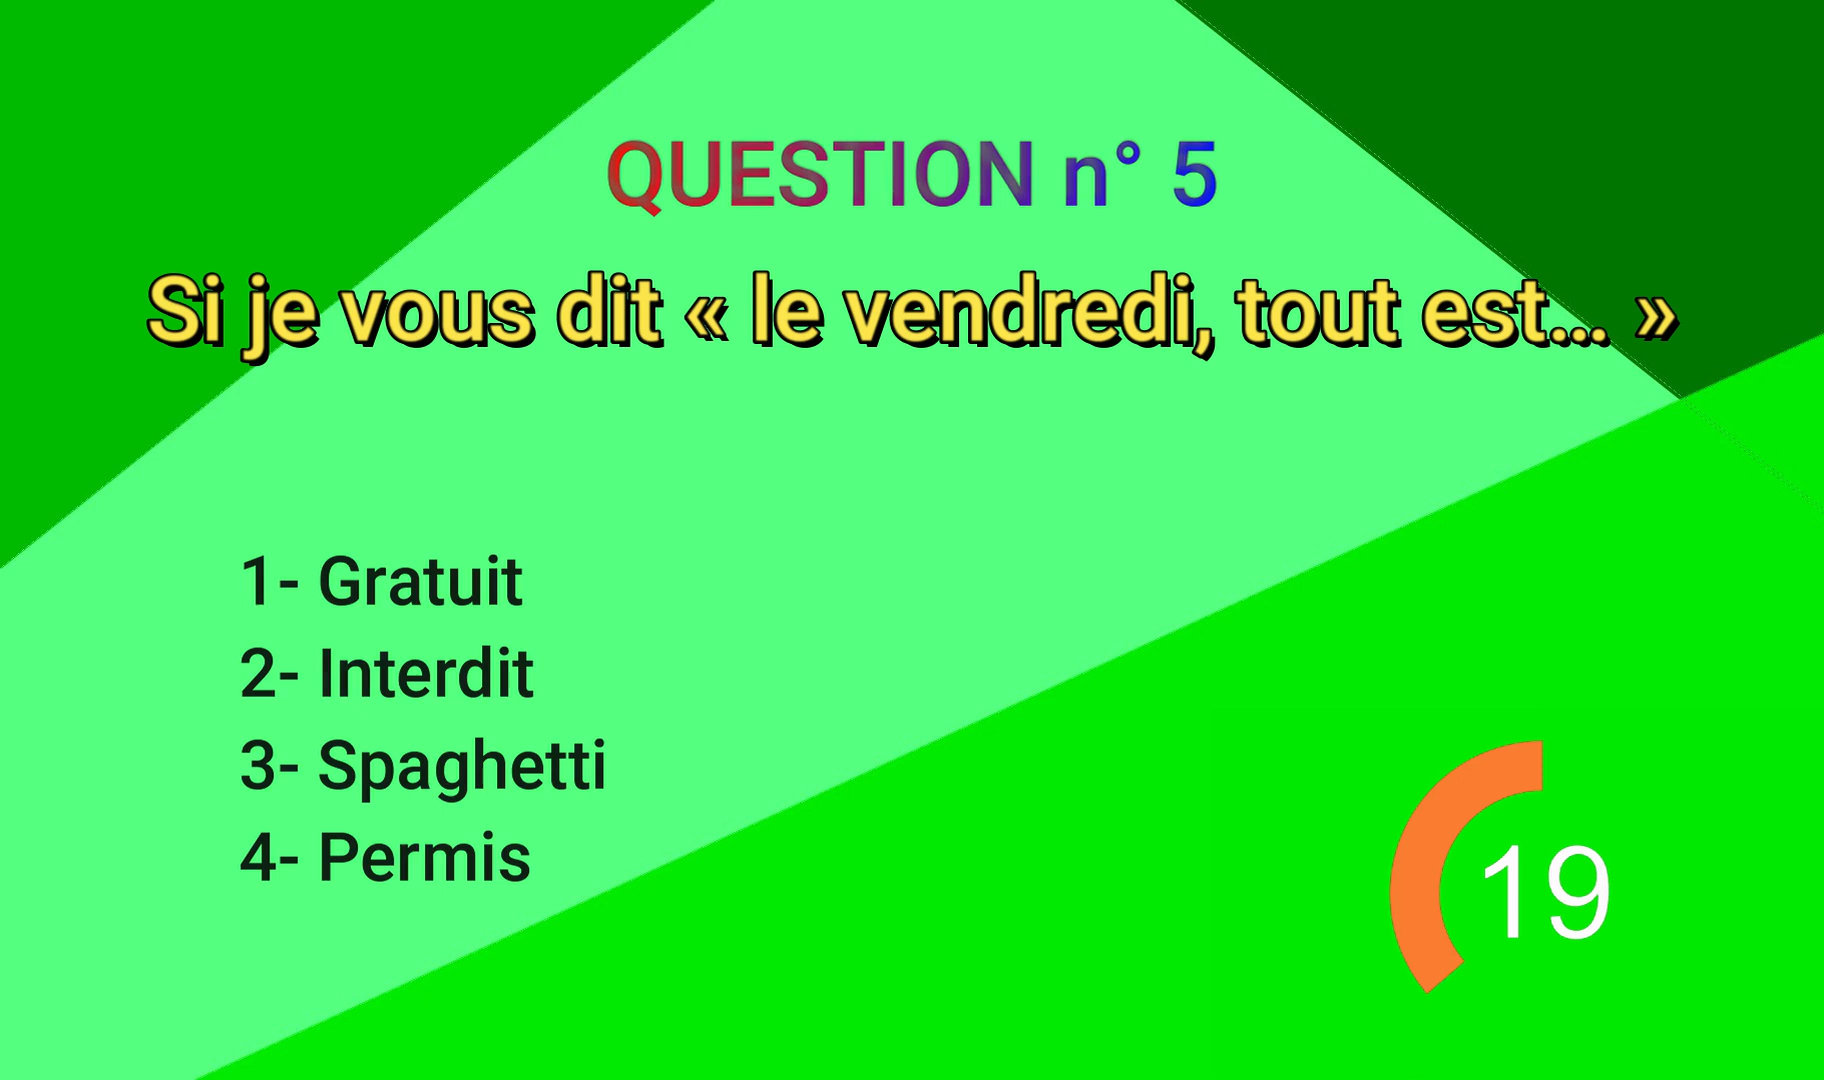 QUESTION n° 5
Si je vous dit « le vendredi, tout est... »
1- Gratuit
2- Interdit
3- Spaghetti
4- Permis
19